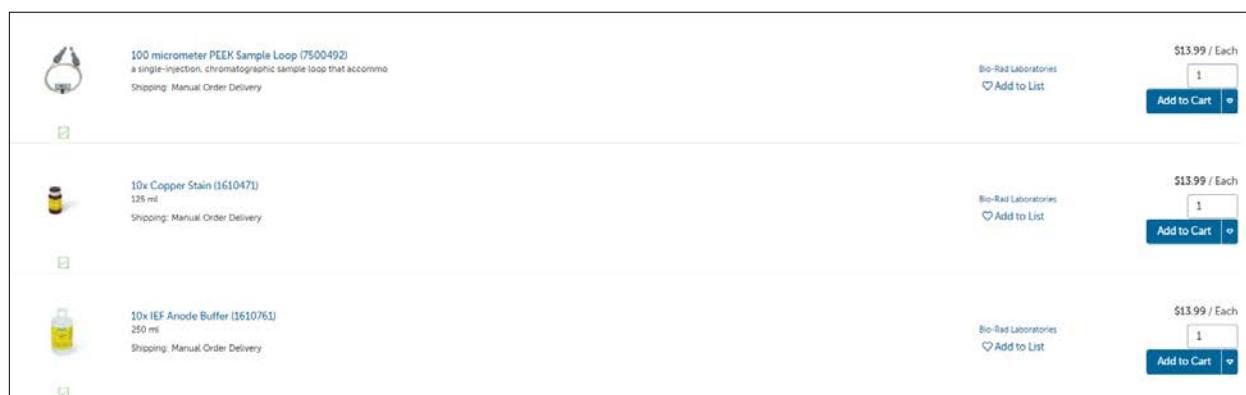 100 micrometer PEEK Sample Loop (7500492)
a single-injection, chromatographic sample loop that accommo
Shipping: Manual Order Delivery
Bio-Rad Laboratories
Add to List
$13.99 / Each
1
Add to Cart
10x Copper Stain (1610471)
125 ml
Shipping: Manual Order Delivery
Bio-Rad Laboratories
Add to List
$13.99 / Each
1
Add to Cart
10x IEF Anode Buffer (1610761)
250 ml
Shipping: Manual Order Delivery
Bio-Rad Laboratories
Add to List
$13.99 / Each
1
Add to Cart